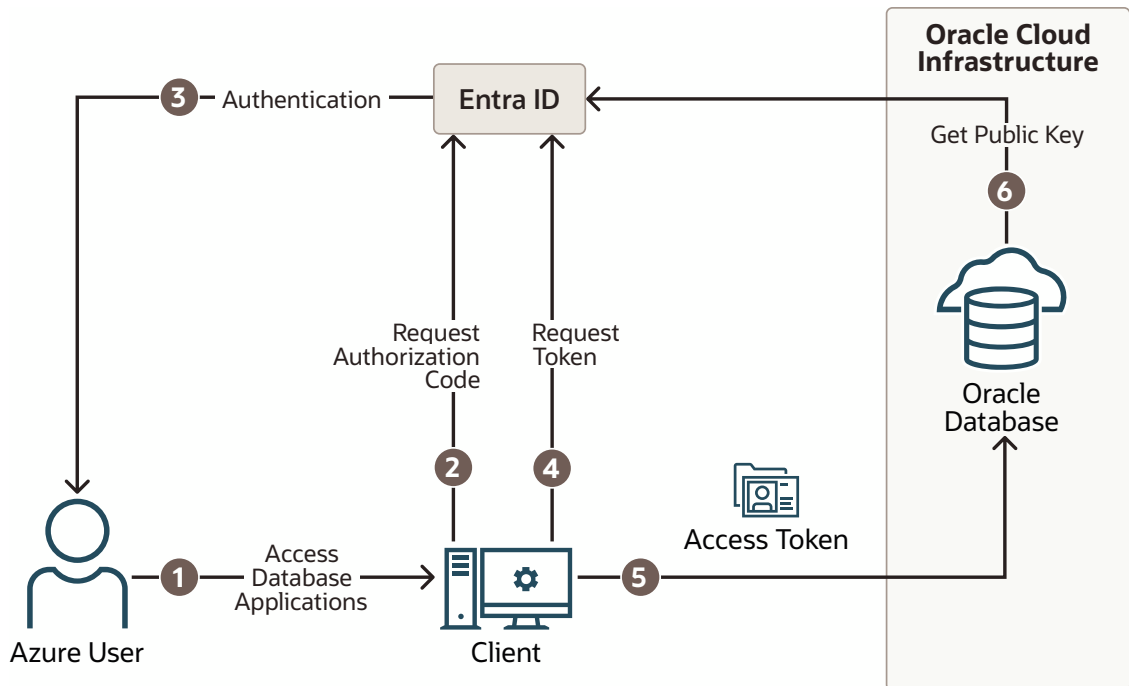 Oracle Cloud
Infrastructure
3
Authentication
Entra ID
Get Public Key
6
Request
Authorization
Code
Request
Token
Oracle
Database
2
4
Access Token
1
Access
Database
Applications
5
Azure User
Client